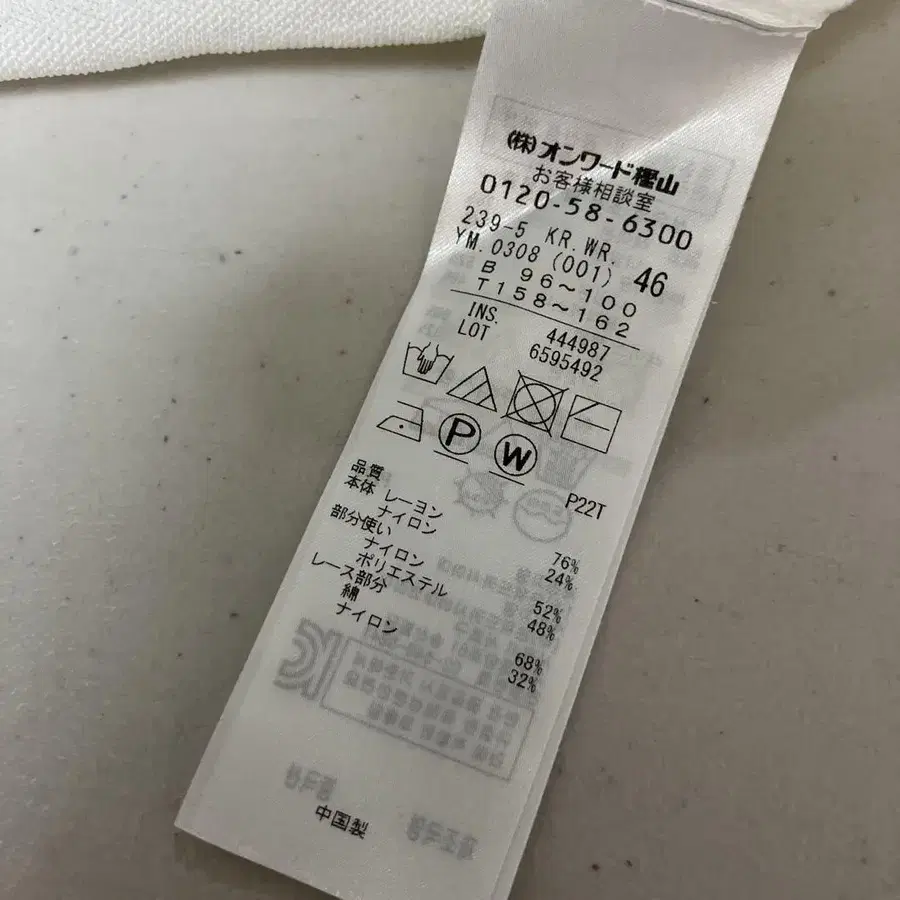 (株)オンワード樫山
お客様相談室
0120-58-6300
239-5 KR.WR.
YM.0308 (001) 46
B 96~100
T158~162
INS. 444987
LOT 6595492
P
W
P22T
品質
本体
レーヨン 76%
ナイロン 24%
部分使い
ナイロン 52%
ポリエステル 48%
レース部分
綿 68%
ナイロン 32%
中国製